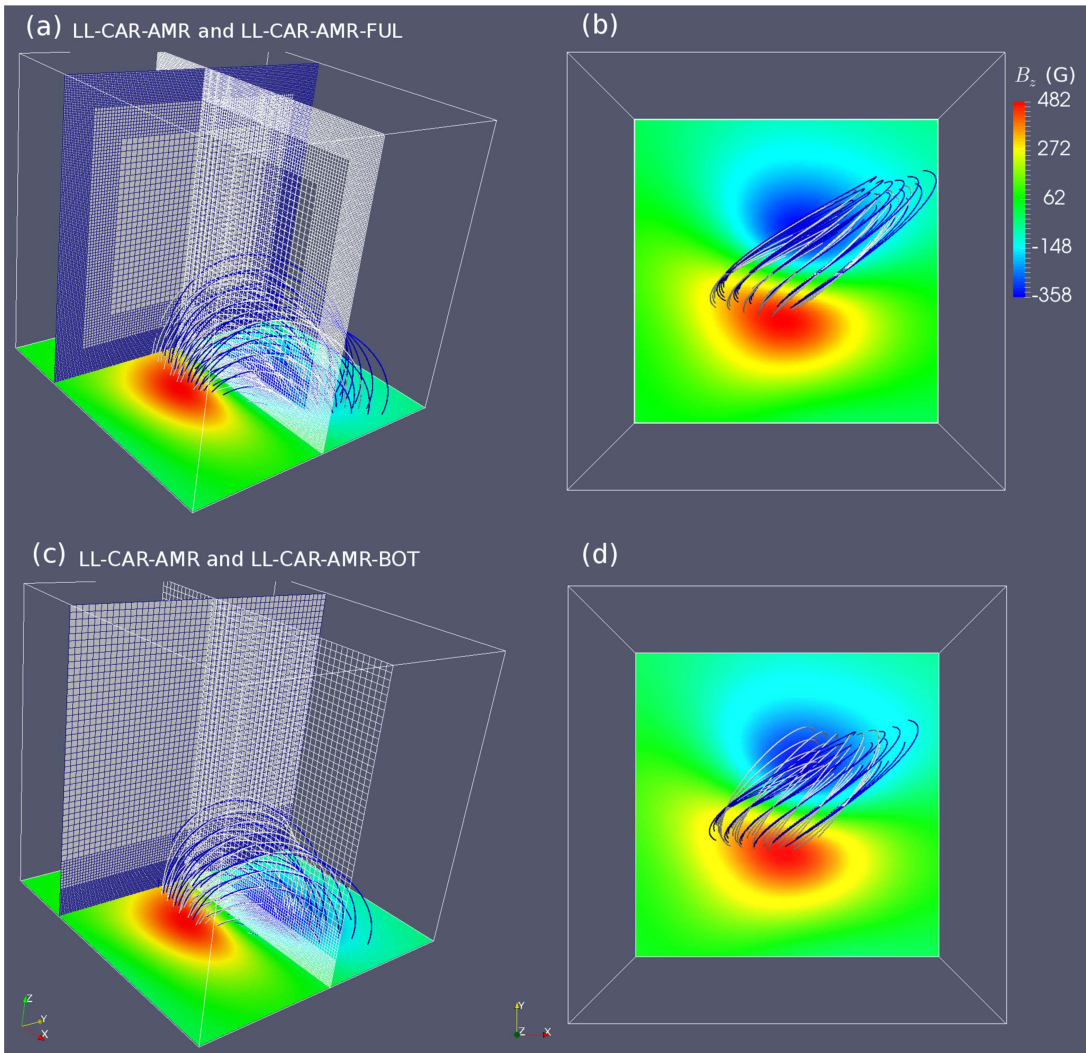 (a) LL-CAR-AMR and LL-CAR-AMR-FUL
(b)
B_z (G)
482
272
62
-148
-358
(c) LL-CAR-AMR and LL-CAR-AMR-BOT
(d)
Z
Y
X
Y
Z
X